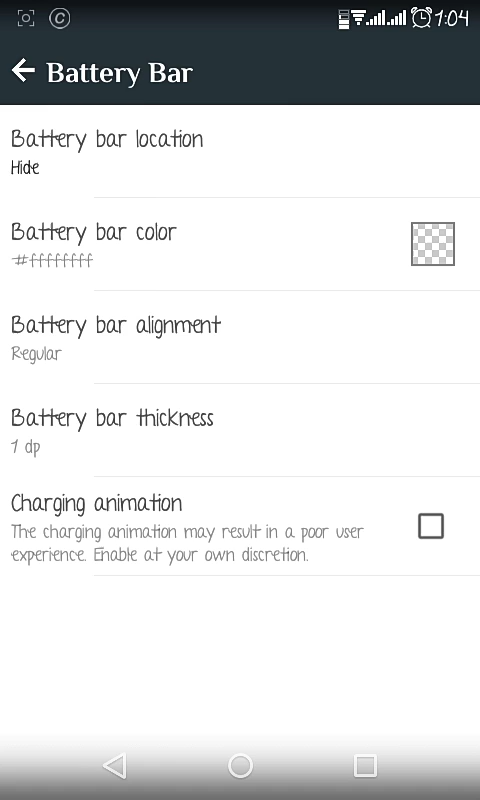 © 1:04
Battery Bar
Battery bar location
Hide
Battery bar color
#ffffffff
Battery bar alignment
Regular
Battery bar thickness
1 dp
Charging animation
The charging animation may result in a poor user
experience. Enable at your own discretion.